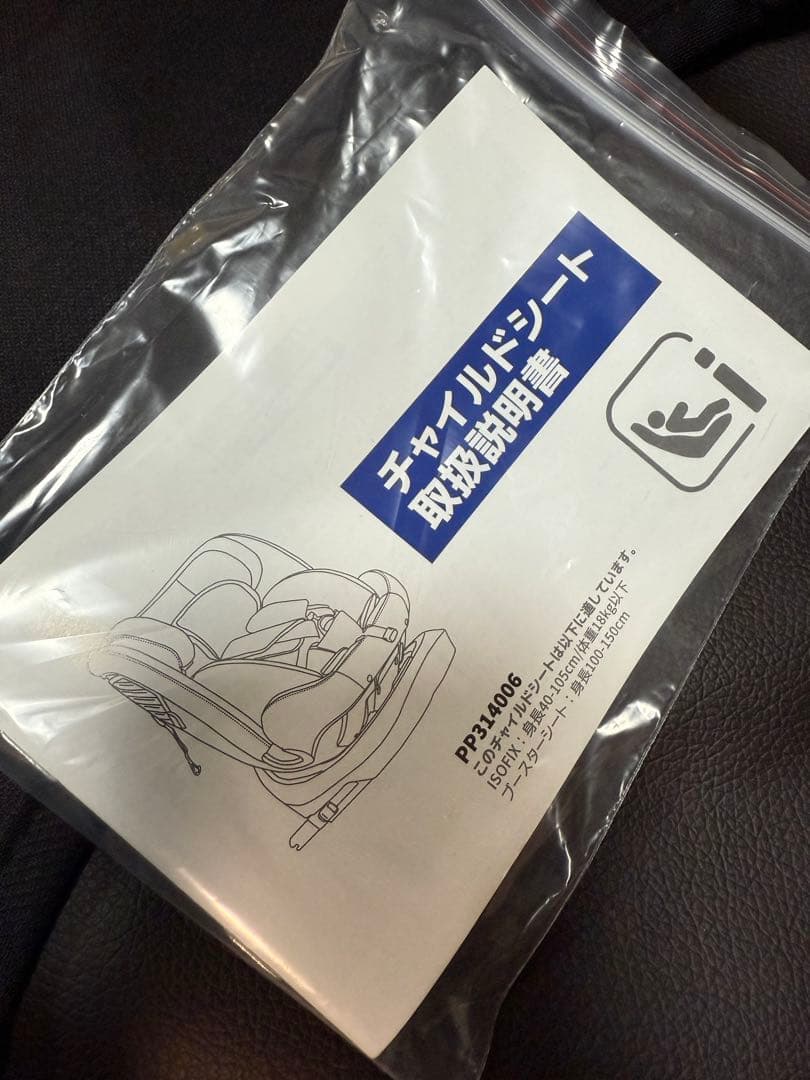 チャイルドシート
取扱説明書
PP314006
このチャイルドシートは以下に適しています。
ISOFIX：身長40-105cm/体重18kg以下
ブースターシート：身長100-150cm